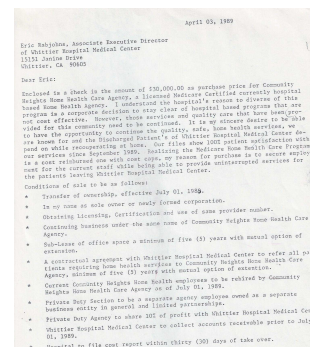 April 03, 1989
Eric Rakjohns, Associate Executive Director
of Whittier Hospital Medical Center
15151 Janina Drive
Whittier, CA 90605
Dear Eric:
Enclosed is a check in the amount of $30,000.00 as purchase price for Community
Heights Home Health Care Agency, a licensed Medicare Certified currently hospital
based Home Health Agency. I understand the hospital's reason to diverse of this
program is a corporate decision to stay clear of hospital based programs that are
not cost effective. However, those services and quality care that have been pro-
vided for this community need to be continued. It is my sincere desire to be able
to have the opportunity to continue the quality, safe, home health services, we
are known for and the Discharged Patient's of Whittier Hospital Medical Center de-
pend on while recuperating at home. Our files show 100% patient satisfaction with
our services since September 1989. Realizing the Medicare Health Care Program
is a cost reimbursed one with cost caps, my reason for purchase is to secure employ-
ment for the current staff while being able to provide uninterrupted services for
the patients leaving Whittier Hospital Medical Center.
Conditions of sale to be as follows:
* Transfer of ownership, effective July 01. 1989.
* In my name as sole owner or newly formed corporation.
* Obtaining Licensing, Certification and use of same provider number.
* Continuing business under the same name of Community Heights Home Health Care
Agency.
* Sub-Lease of office space a minimum of five (5) years with mutual option of
extension.
* A contractual agreement with Whittier Hospital Medical Center to refer all pa-
tients requiring home health services to Community Heights Home Health Care
Agency, minimum of five (5) years with mutual option of extention.
* Current Community Heights Home Health employees to be rehired by Community
Heights Home Health Care Agency as of July 01, 1989.
* Private Duty Section to be a separate agency employee owned as a separate
business entity in general and limited partnerships.
* Private Duty Agency to share 10% of profit with Whittier Hospital Medical Cen
* Whittier Hospital Medical Center to collect accounts receivable prior to July
01, 1989.
Hospital to file cost report within thirty (30) days of take over.